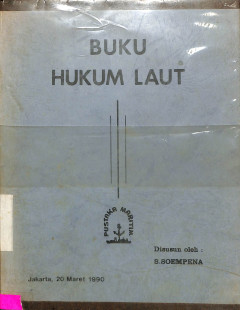 BUKU
HUKUM LAUT
PUSTAKA MARITIM
Disusun oleh :
S.SOEMPENA
Jakarta, 20 Maret 1990